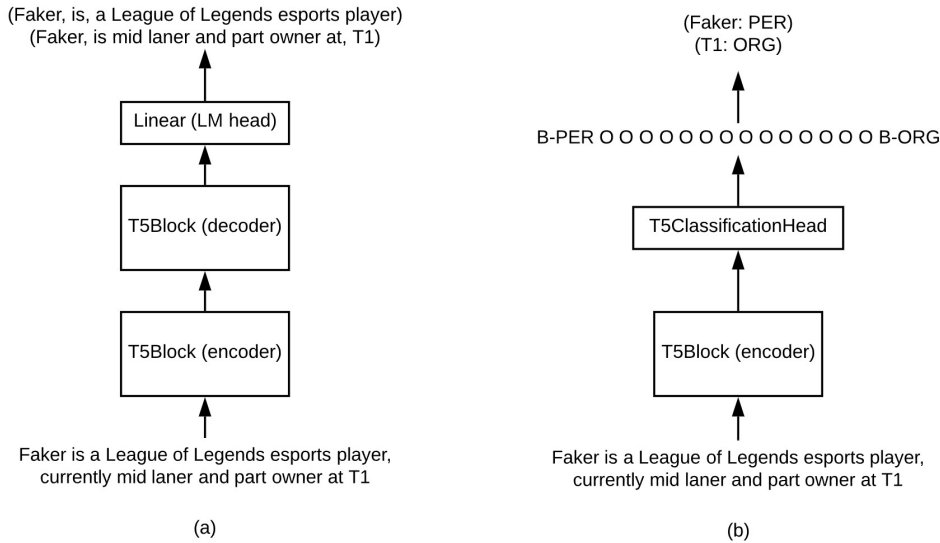 (Faker, is, a League of Legends esports player)
(Faker, is mid laner and part owner at, T1)
Linear (LM head)
T5Block (decoder)
T5Block (encoder)
Faker is a League of Legends esports player,
currently mid laner and part owner at T1
(a)
(Faker: PER)
(T1: ORG)
B-PER O O O O O O O O O O O O O O B-ORG
T5ClassificationHead
T5Block (encoder)
Faker is a League of Legends esports player,
currently mid laner and part owner at T1
(b)